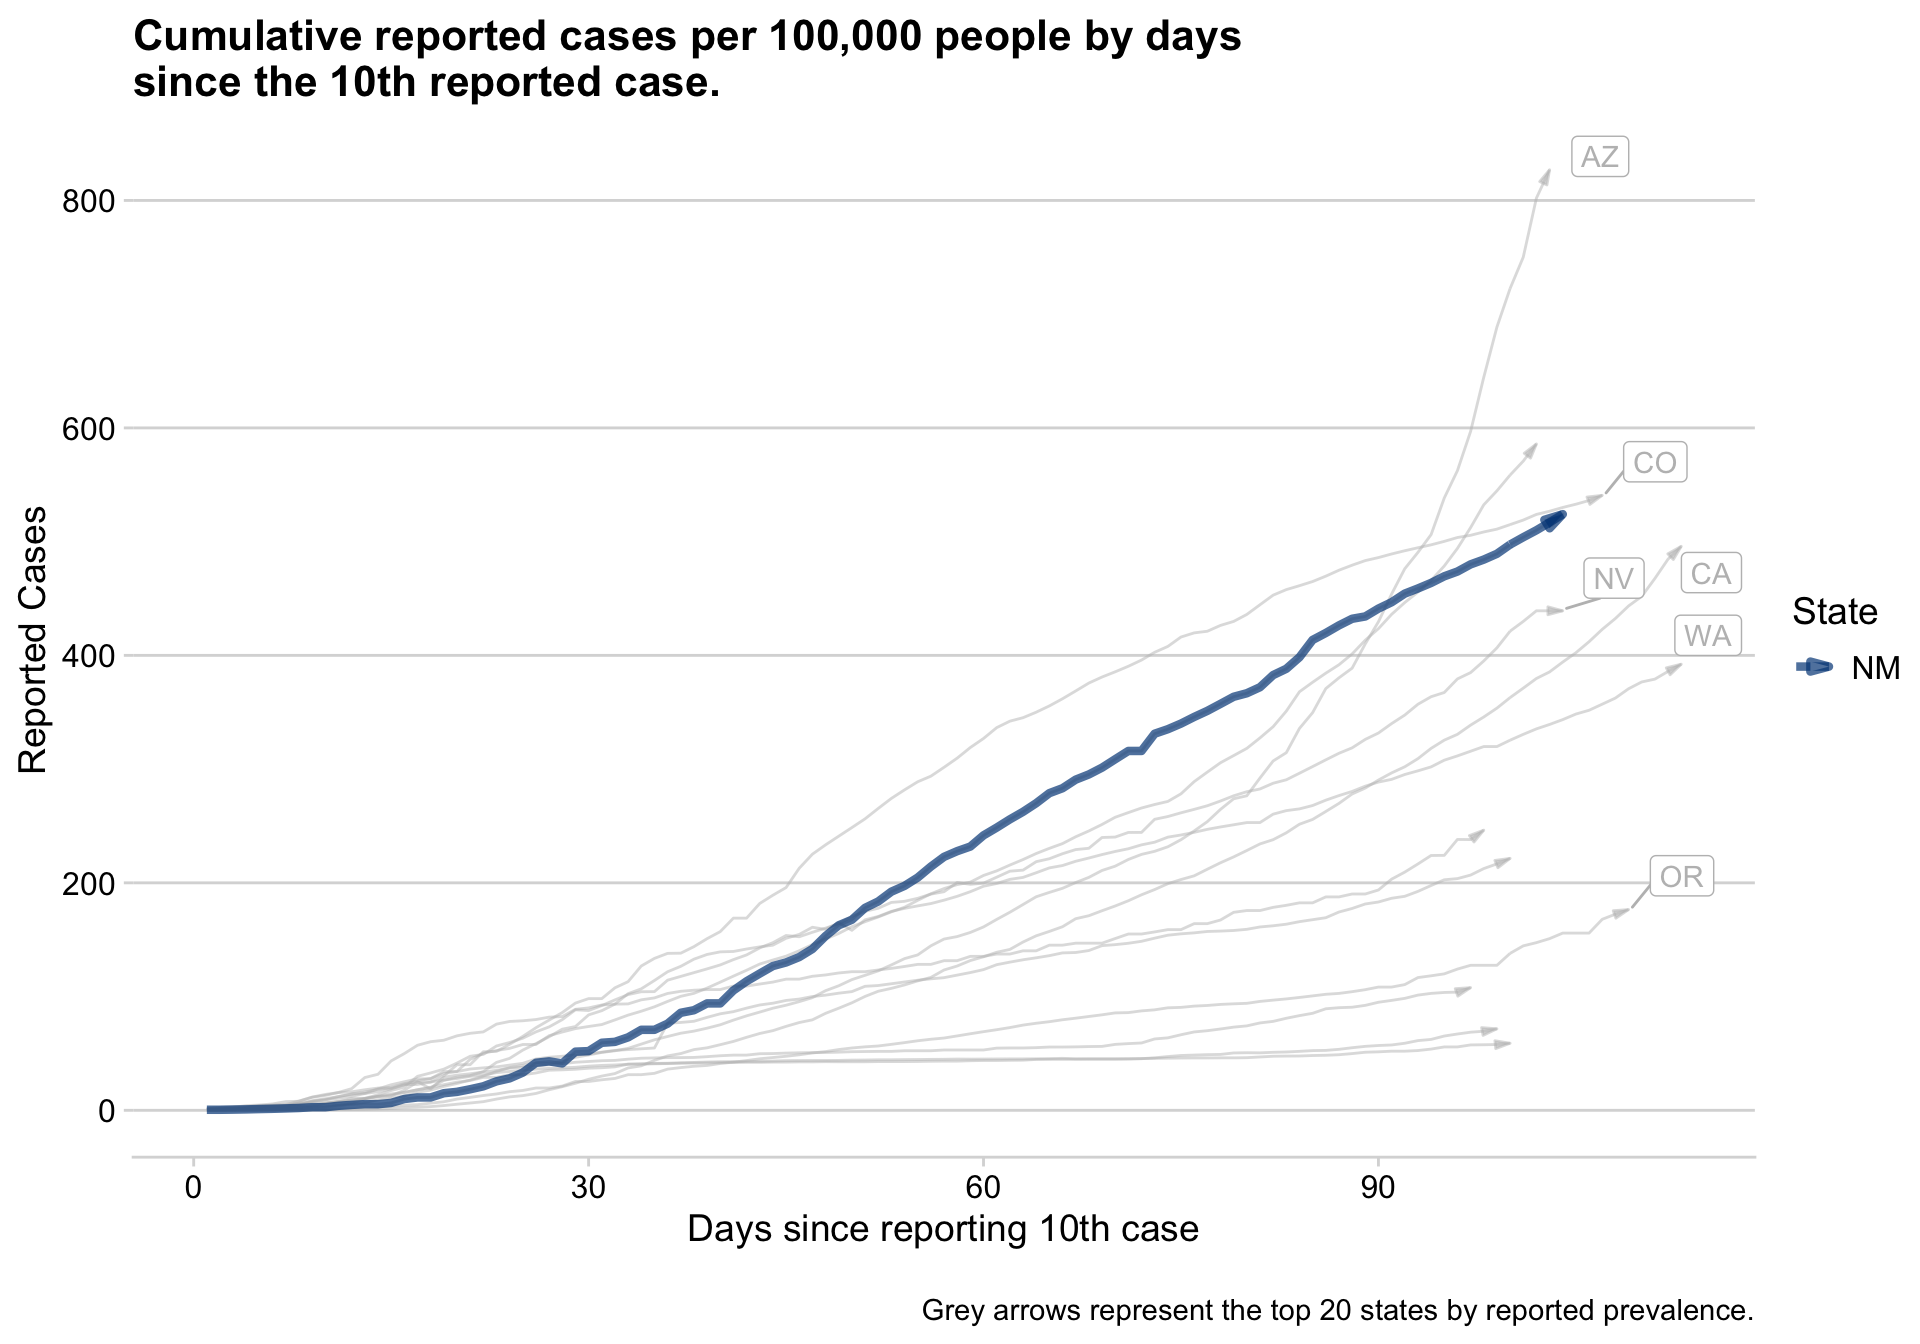 Cumulative reported cases per 100,000 people by days
since the 10th reported case.
AZ
800
600
CO
NV
CA
WA
400
OR
200
0
Reported Cases
State
NM
0 30 60 90
Days since reporting 10th case
Grey arrows represent the top 20 states by reported prevalence.